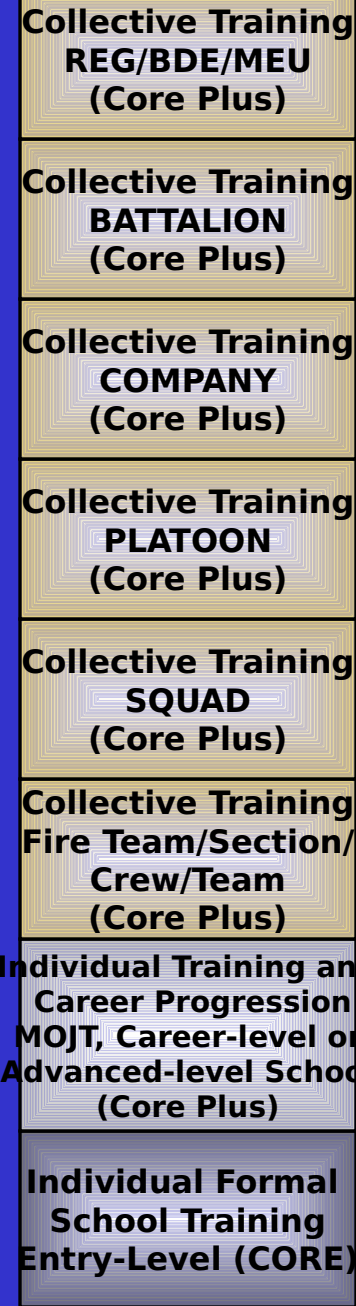 Collective Training
REG/BDE/MEU
(Core Plus)
Collective Training
BATTALION
(Core Plus)
Collective Training
COMPANY
(Core Plus)
Collective Training
PLATOON
(Core Plus)
Collective Training
SQUAD
(Core Plus)
Collective Training
Fire Team/Section/
Crew/Team
(Core Plus)
Individual Training an
Career Progression
MOJT, Career-level or
Advanced-level Schoo
(Core Plus)
Individual Formal
School Training
Entry-Level (CORE)